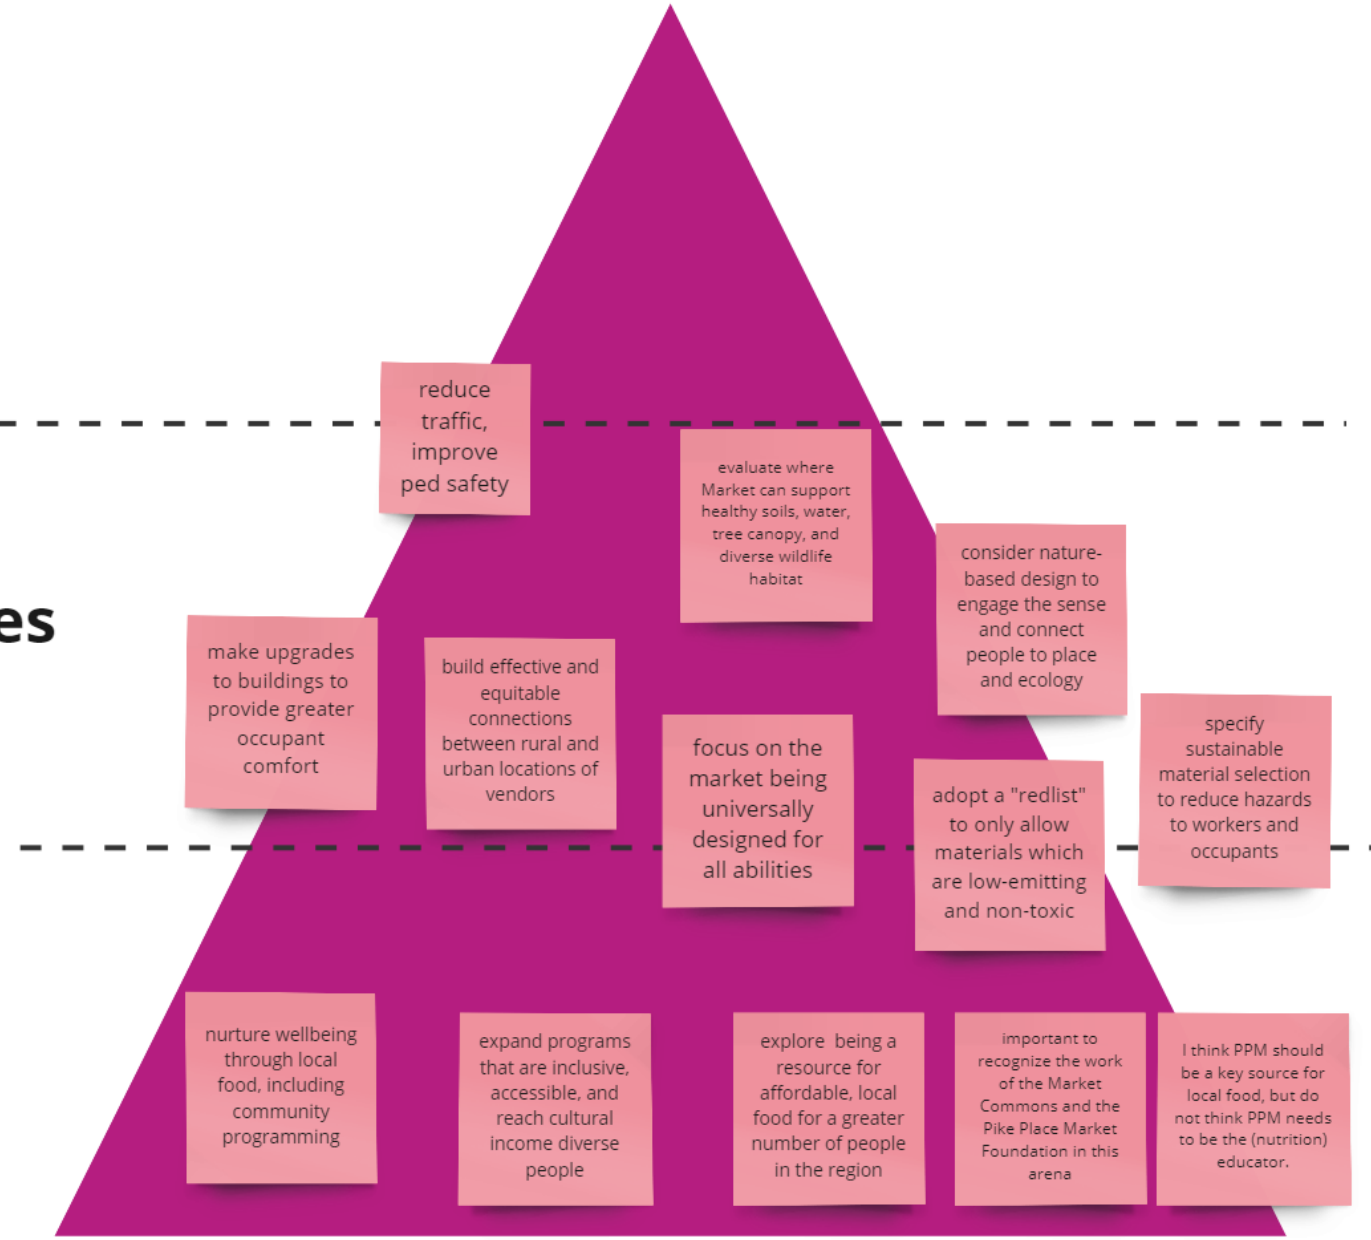 reduce
traffic,
improve
ped safety
evaluate where
Market can support
healthy soils, water,
tree canopy, and
diverse wildlife
habitat
consider nature-
based design to
engage the sense
and connect
people to place
and ecology
es
make upgrades
to buildings to
provide greater
occupant
comfort
build effective and
equitable
connections
between rural and
urban locations of
vendors
focus on the
market being
universally
designed for
all abilities
adopt a "redlist"
to only allow
materials which
are low-emitting
and non-toxic
specify
sustainable
material selection
to reduce hazards
to workers and
occupants
nurture wellbeing
through local
food, including
community
programming
expand programs
that are inclusive,
accessible, and
reach cultural
income diverse
people
explore being a
resource for
affordable, local
food for a greater
number of people
in the region
important to
recognize the work
of the Market
Commons and the
Pike Place Market
Foundation in this
arena
I think PPM should
be a key source for
local food, but do
not think PPM needs
to be the (nutrition)
educator.